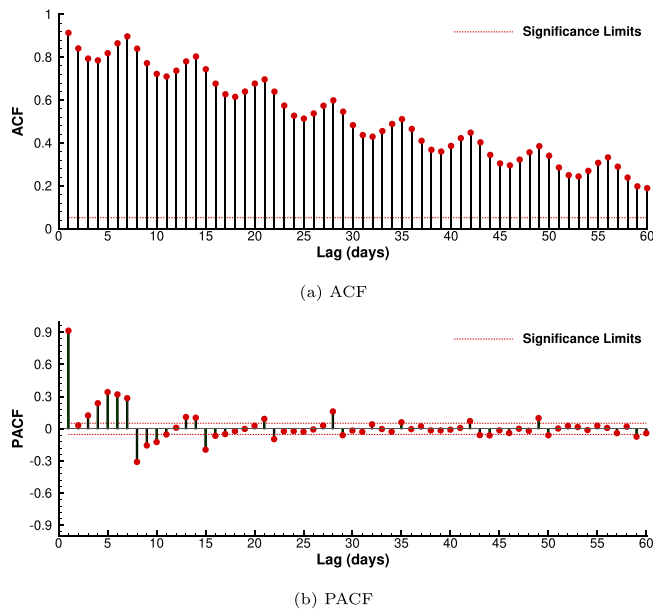 1
0.8
0.6
0.4
0.2
0
ACF
Significance Limits
0 5 10 15 20 25 30 35 40 45 50 55 60
Lag (days)
(a) ACF
0.9
0.6
0.3
0
-0.3
-0.6
-0.9
PACF
Significance Limits
0 5 10 15 20 25 30 35 40 45 50 55 60
Lag (days)
(b) PACF